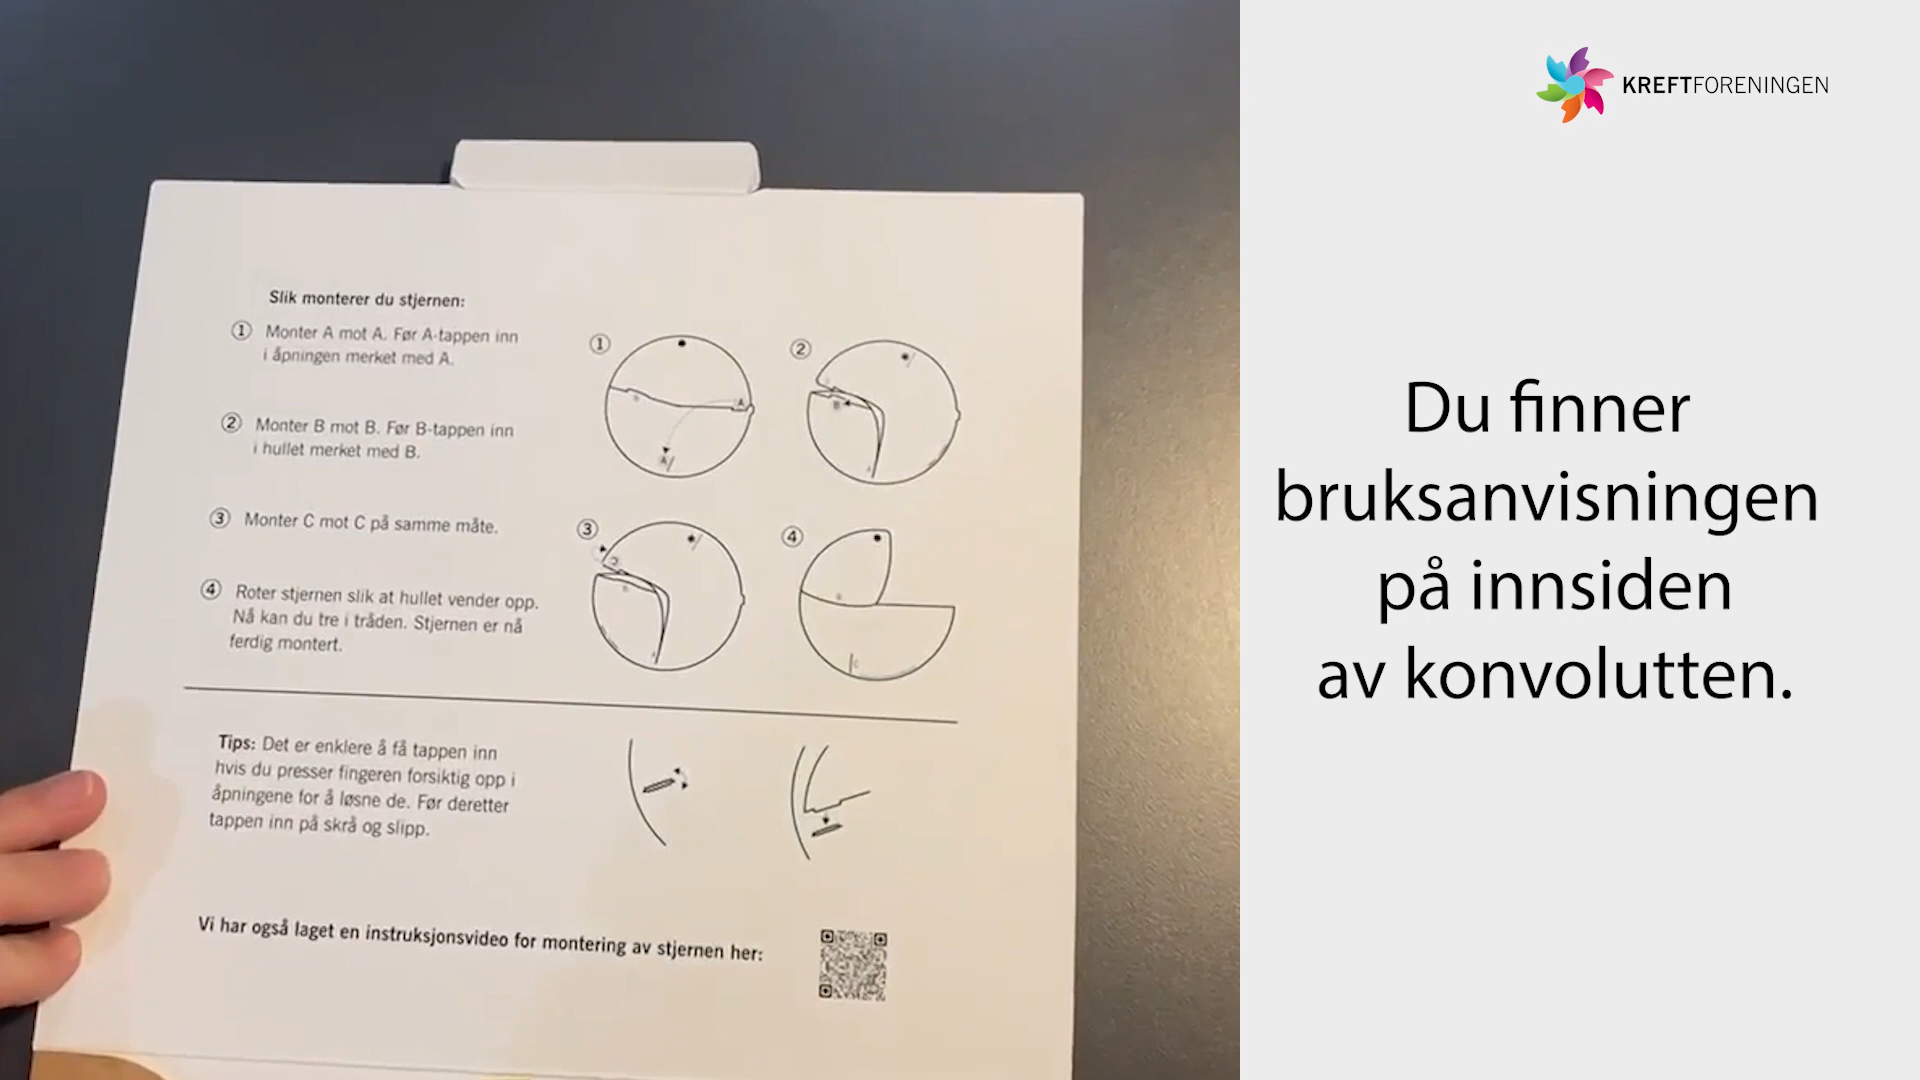 Slik monterer du stjernen:
1 Monter A mot A. Før A-tappen inn
i åpningen merket med A.
2 Monter B mot B. Før B-tappen inn
i hullet merket med B.
3 Monter C mot C på samme måte.
4 Roter stjernen slik at hullet vender opp.
Nå kan du tre i tråden. Stjernen er nå
ferdig montert.
1
A
A
2
B
3
C
4
C
Tips: Det er enklere å få tappen inn
hvis du presser fingeren forsiktig opp i
åpningene for å løsne de. Før deretter
tappen inn på skrå og slipp.
Vi har også laget en instruksjonsvideo for montering av stjernen her:
KREFTFORENINGEN
Du finner
bruksanvisningen
på innsiden
av konvolutten.